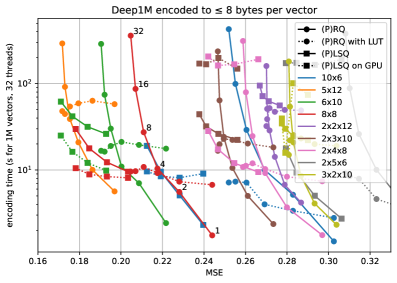 Deep1M encoded to ≤ 8 bytes per vector
(P)RQ
(P)RQ with LUT
(P)LSQ
(P)LSQ on GPU
10x6
5x12
6x10
8x8
2x2x12
2x3x10
2x4x8
2x5x6
3x2x10
32
16
8
4
2
1
10²
10¹
encoding time (s for 1M vectors, 32 threads)
0.16 0.18 0.20 0.22 0.24 0.26 0.28 0.30 0.32
MSE